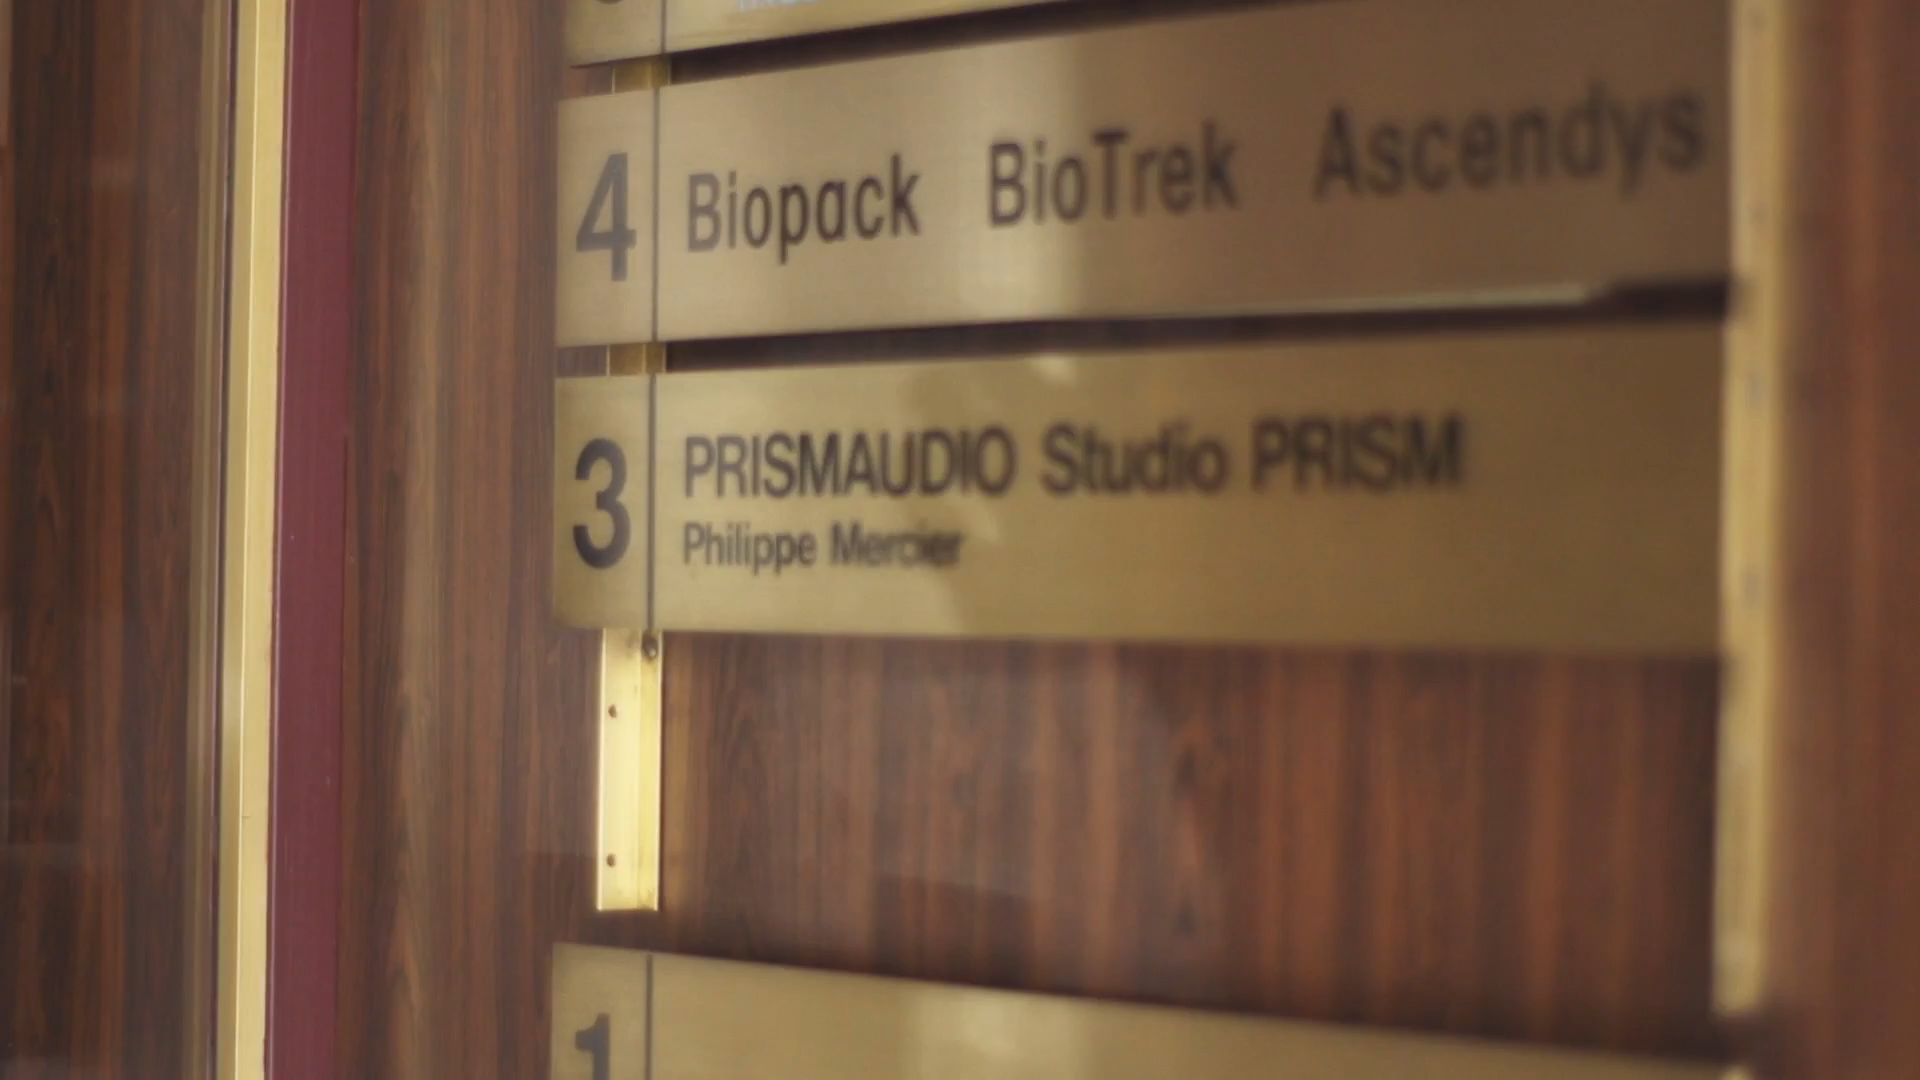 4 Biopack BioTrek Ascendys
3 PRISMAUDIO Studio PRISM
Philippe Mercier
1